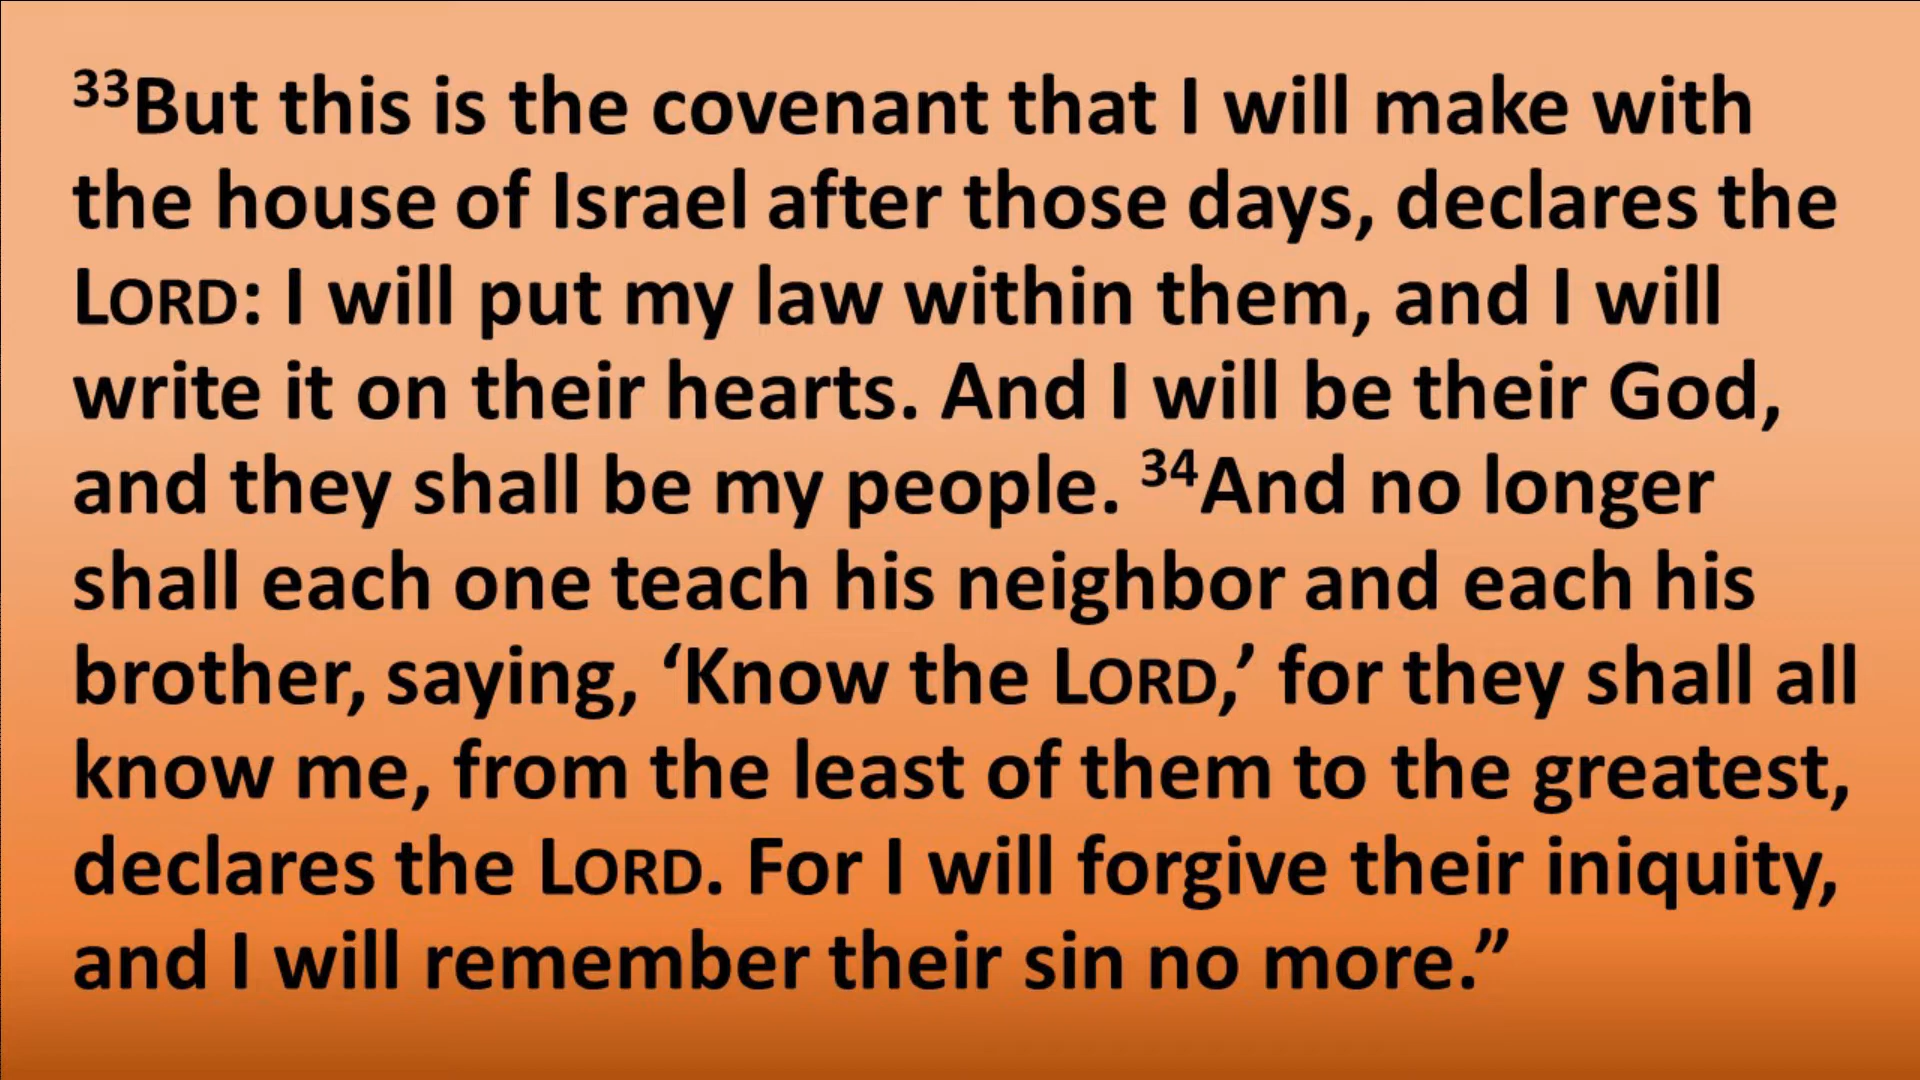 33But this is the covenant that I will make with
the house of Israel after those days, declares the
LORD: I will put my law within them, and I will
write it on their hearts. And I will be their God,
and they shall be my people. 34And no longer
shall each one teach his neighbor and each his
brother, saying, ‘Know the LORD,’ for they shall all
know me, from the least of them to the greatest,
declares the LORD. For I will forgive their iniquity,
and I will remember their sin no more.”